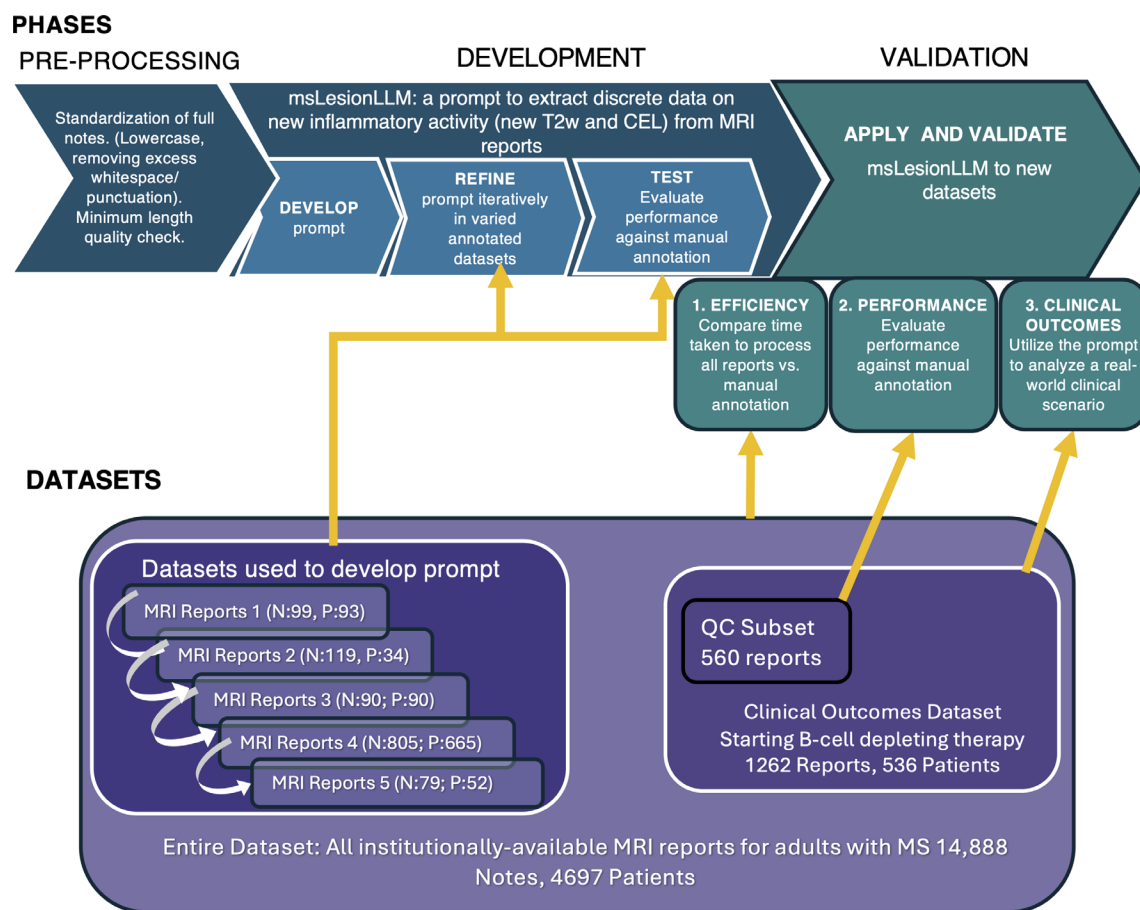 PHASES
PRE-PROCESSING
DEVELOPMENT
VALIDATION
Standardization of full
notes. (Lowercase,
removing excess
whitespace/
punctuation).
Minimum length
quality check.
msLesionLLM: a prompt to extract discrete data on
new inflammatory activity (new T2w and CEL) from MRI
reports
DEVELOP
prompt
REFINE
prompt iteratively
in varied
annotated
datasets
TEST
Evaluate
performance
against manual
annotation
APPLY AND VALIDATE
msLesionLLM to new
datasets
1. EFFICIENCY
Compare time
taken to process
all reports vs.
manual
annotation
2. PERFORMANCE
Evaluate
performance
against manual
annotation
3. CLINICAL
OUTCOMES
Utilize the prompt
to analyze a real-
world clinical
scenario
DATASETS
Datasets used to develop prompt
MRI Reports 1 (N:99, P:93)
MRI Reports 2 (N:119, P:34)
MRI Reports 3 (N:90; P:90)
MRI Reports 4 (N:805; P:665)
MRI Reports 5 (N:79; P:52)
QC Subset
560 reports
Clinical Outcomes Dataset
Starting B-cell depleting therapy
1262 Reports, 536 Patients
Entire Dataset: All institutionally-available MRI reports for adults with MS 14,888
Notes, 4697 Patients